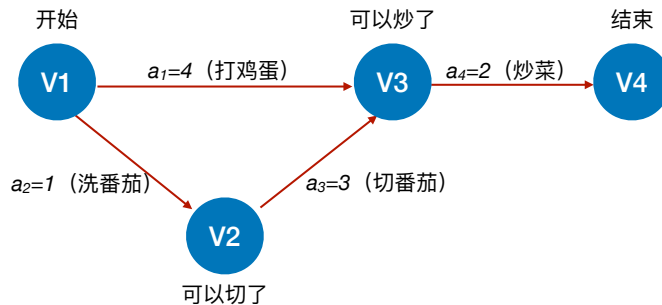 开始
可以炒了
结束
V1
a₁=4（打鸡蛋）
V3
a₄=2（炒菜）
V4
a₂=1（洗番茄）
a₃=3（切番茄）
V2
可以切了